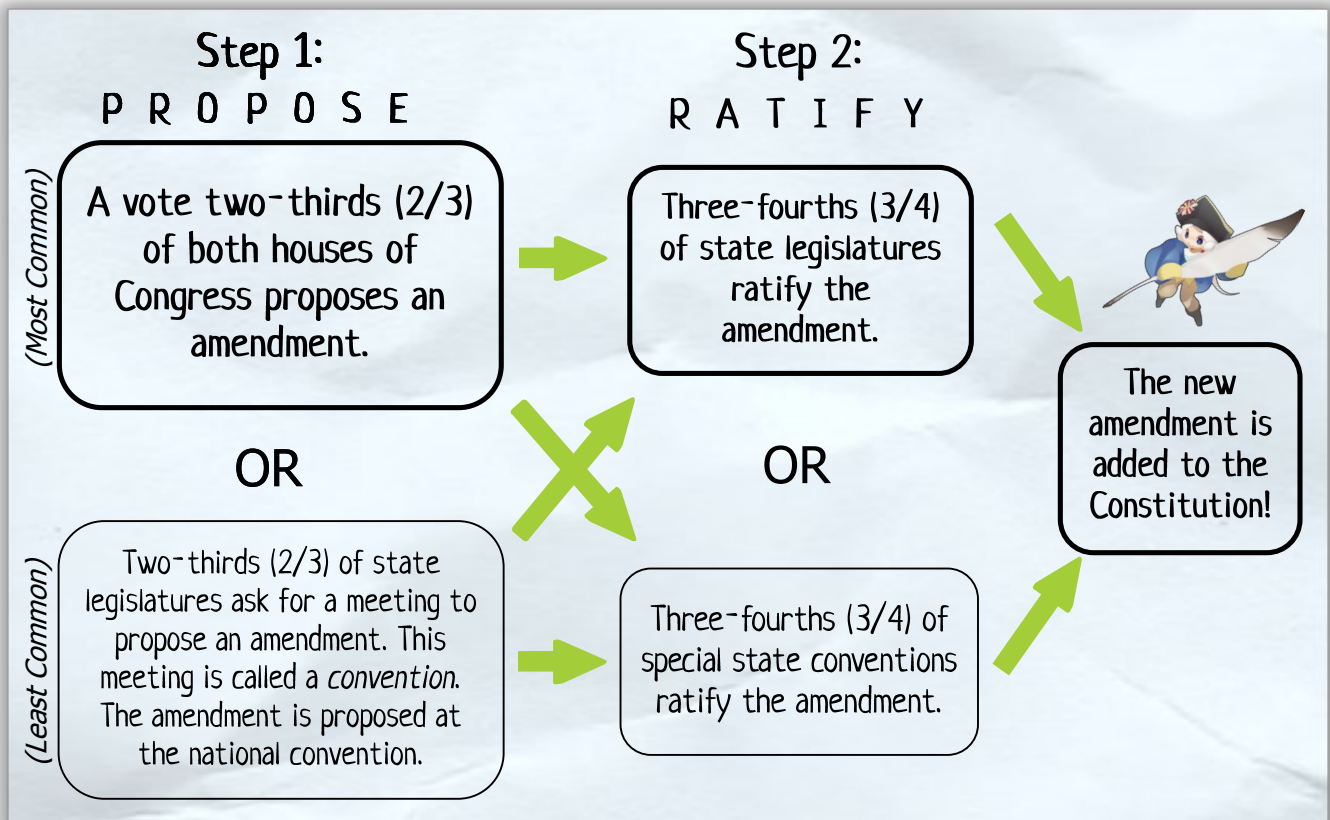 Step 1:
PROPOSE
(Most Common)
A vote two-thirds (2/3)
of both houses of
Congress proposes an
amendment.
OR
(Least Common)
Two-thirds (2/3) of state
legislatures ask for a meeting to
propose an amendment. This
meeting is called a convention.
The amendment is proposed at
the national convention.
Step 2:
RATIFY
Three-fourths (3/4)
of state legislatures
ratify the
amendment.
OR
Three-fourths (3/4) of
special state conventions
ratify the amendment.
The new
amendment is
added to the
Constitution!